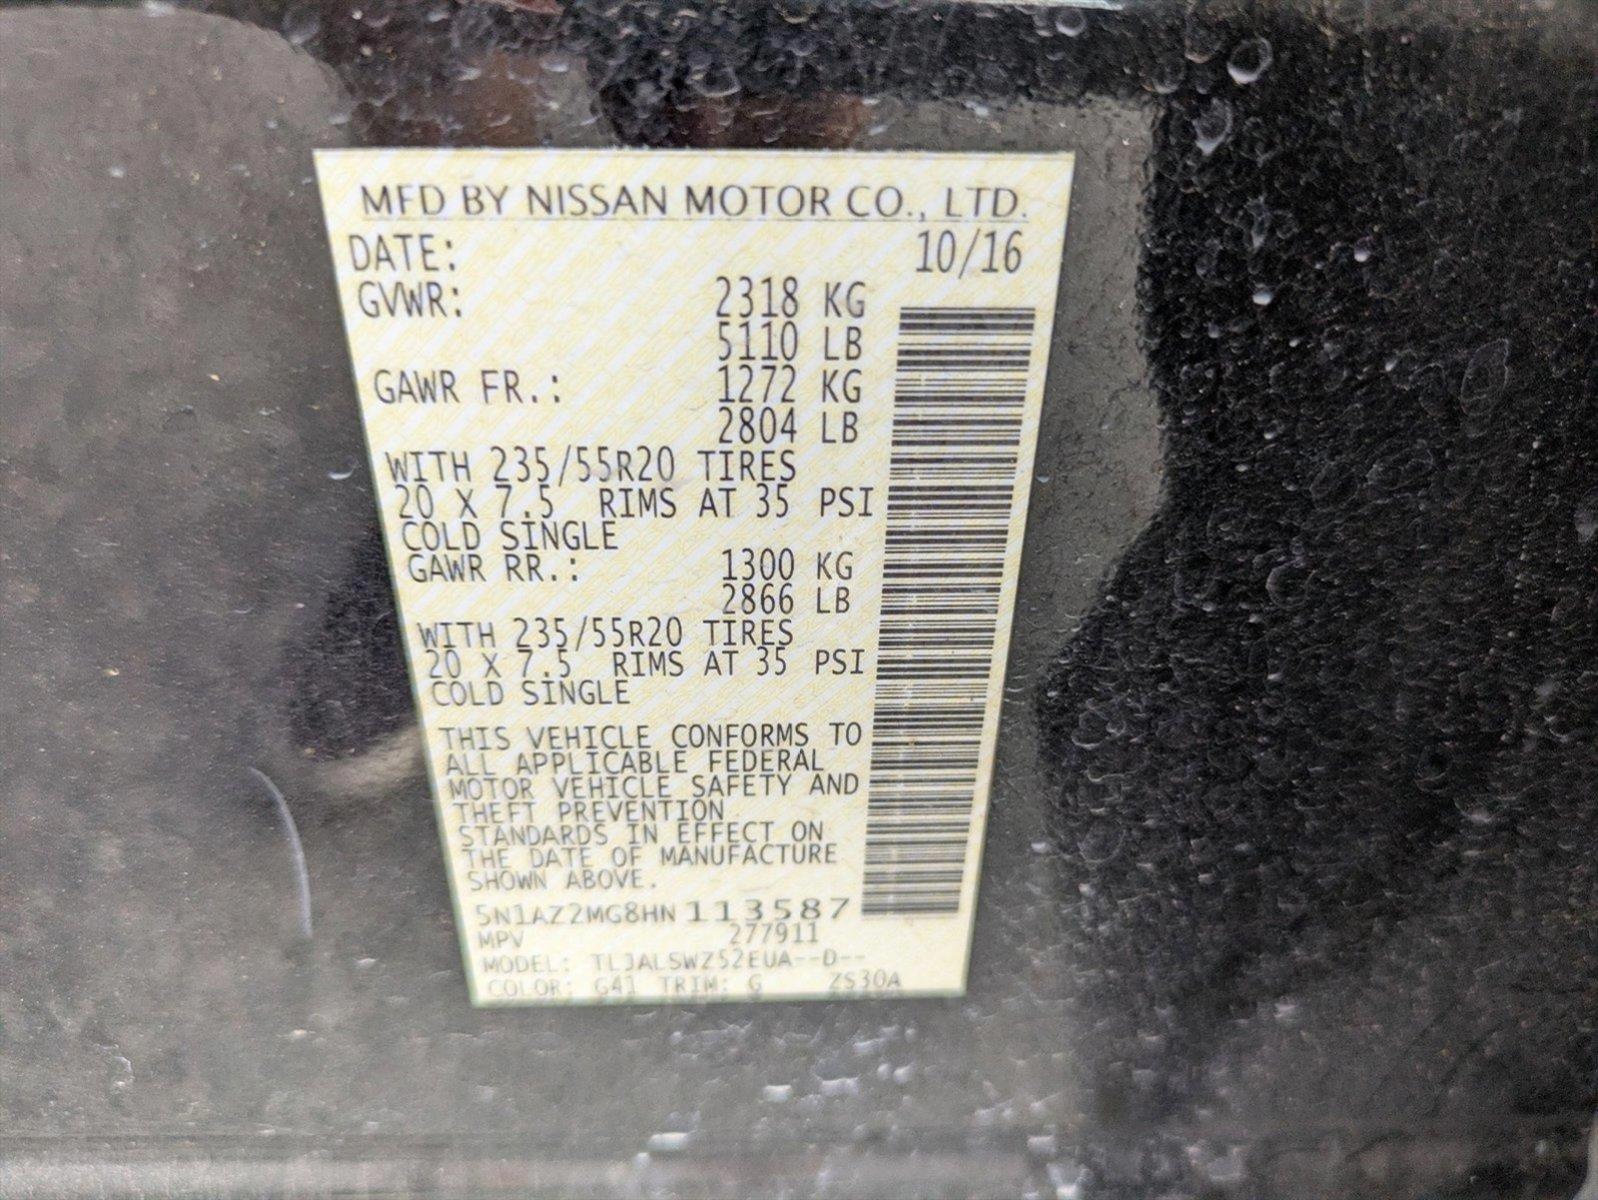 MFD BY NISSAN MOTOR CO., LTD.
DATE: 10/16
GVWR: 2318 KG
5110 LB
GAWR FR.: 1272 KG
2804 LB
WITH 235/55R20 TIRES
20 X 7.5 RIMS AT 35 PSI
COLD SINGLE
GAWR RR.: 1300 KG
2866 LB
WITH 235/55R20 TIRES
20 X 7.5 RIMS AT 35 PSI
COLD SINGLE
THIS VEHICLE CONFORMS TO
ALL APPLICABLE FEDERAL
MOTOR VEHICLE SAFETY AND
THEFT PREVENTION
STANDARDS IN EFFECT ON
THE DATE OF MANUFACTURE
SHOWN ABOVE.
5N1AZ2MG8HN113587
MPV 277911
MODEL: TLJALSWZ52EUA--D--
COLOR: G41 TRIM: G ZS30A